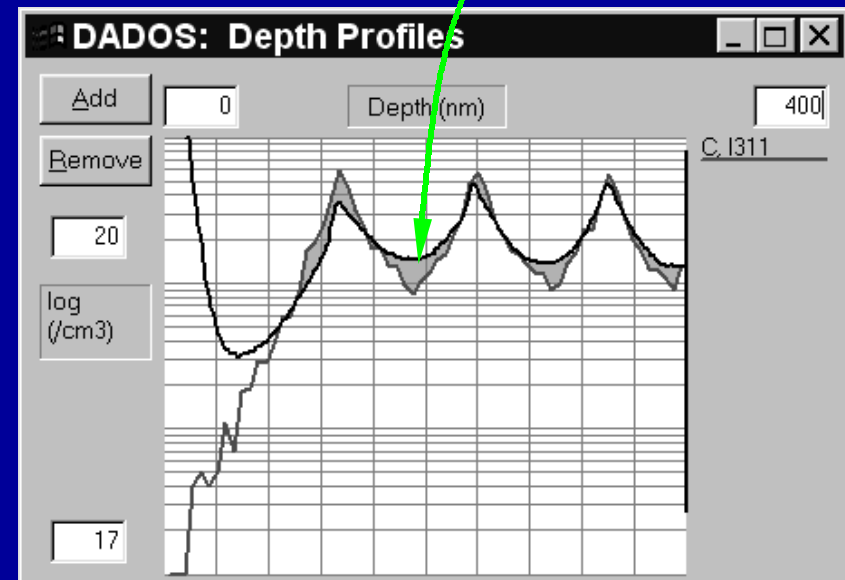 DADOS: Depth Profiles
Add
0
Depth (nm)
400
Remove
C, I311
20
log
(/cm3)
17